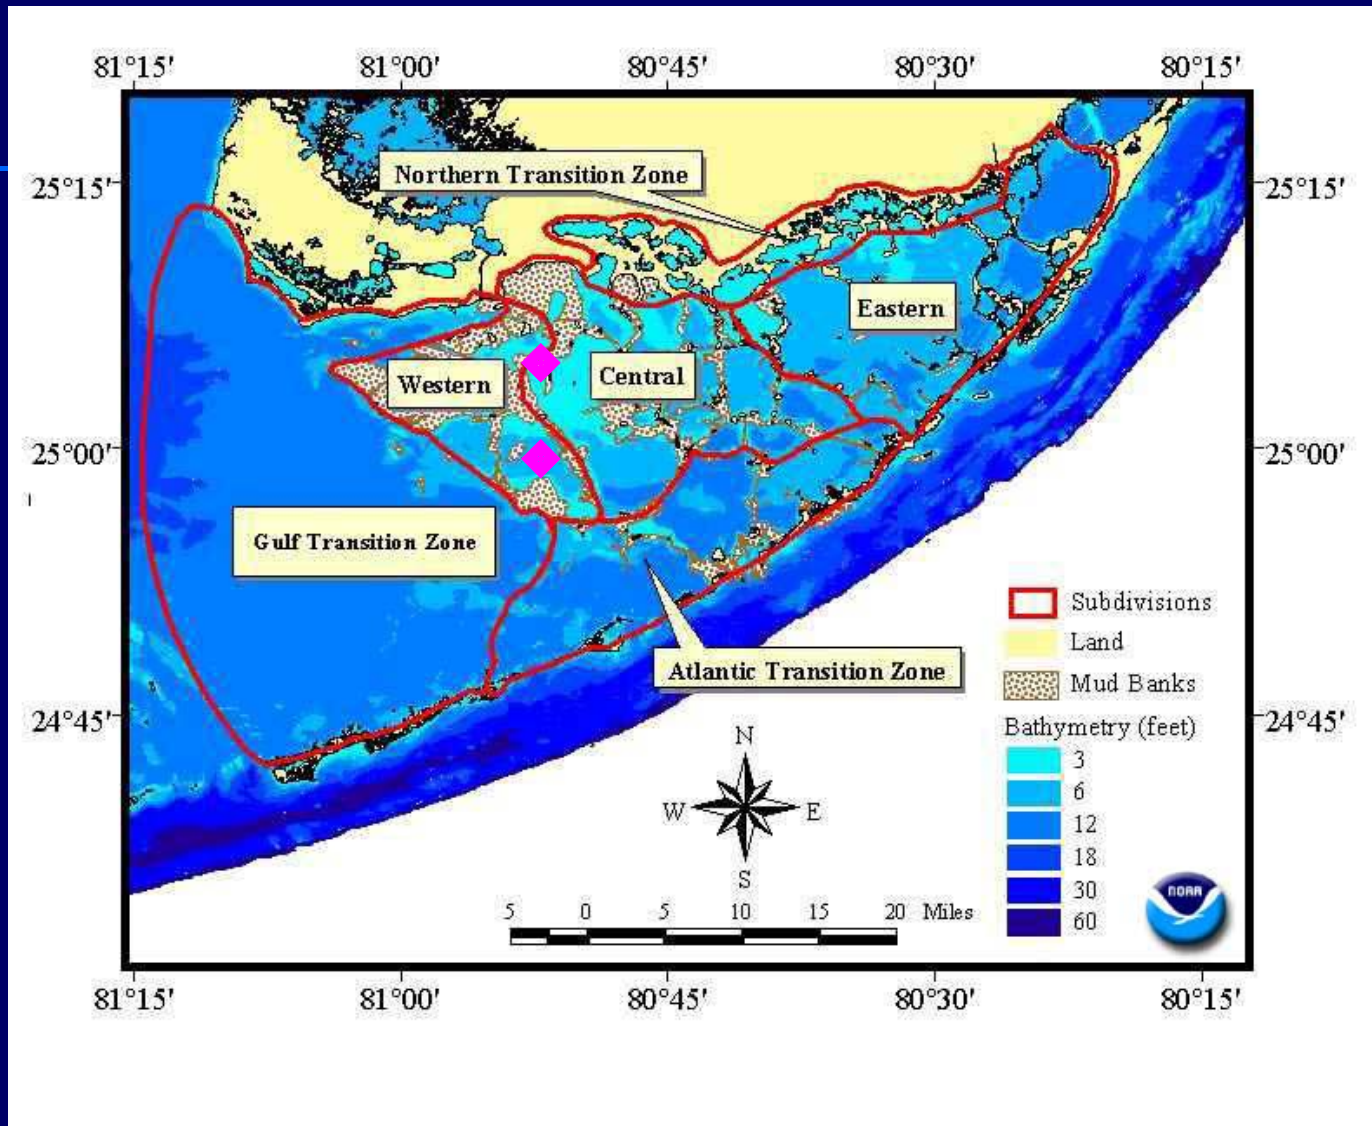 81°15' 81°00' 80°45' 80°30' 80°15'
25°15' 25°15'
Northern Transition Zone
Eastern
Western
Central
25°00' 25°00'
Gulf Transition Zone
Subdivisions
Land
Atlantic Transition Zone
Mud Banks
24°45' 24°45'
Bathymetry (feet)
N
3
6
W E
12
18
S
30
NOAA
5 0 5 10 15 20 Miles
60
81°15' 81°00' 80°45' 80°30' 80°15'